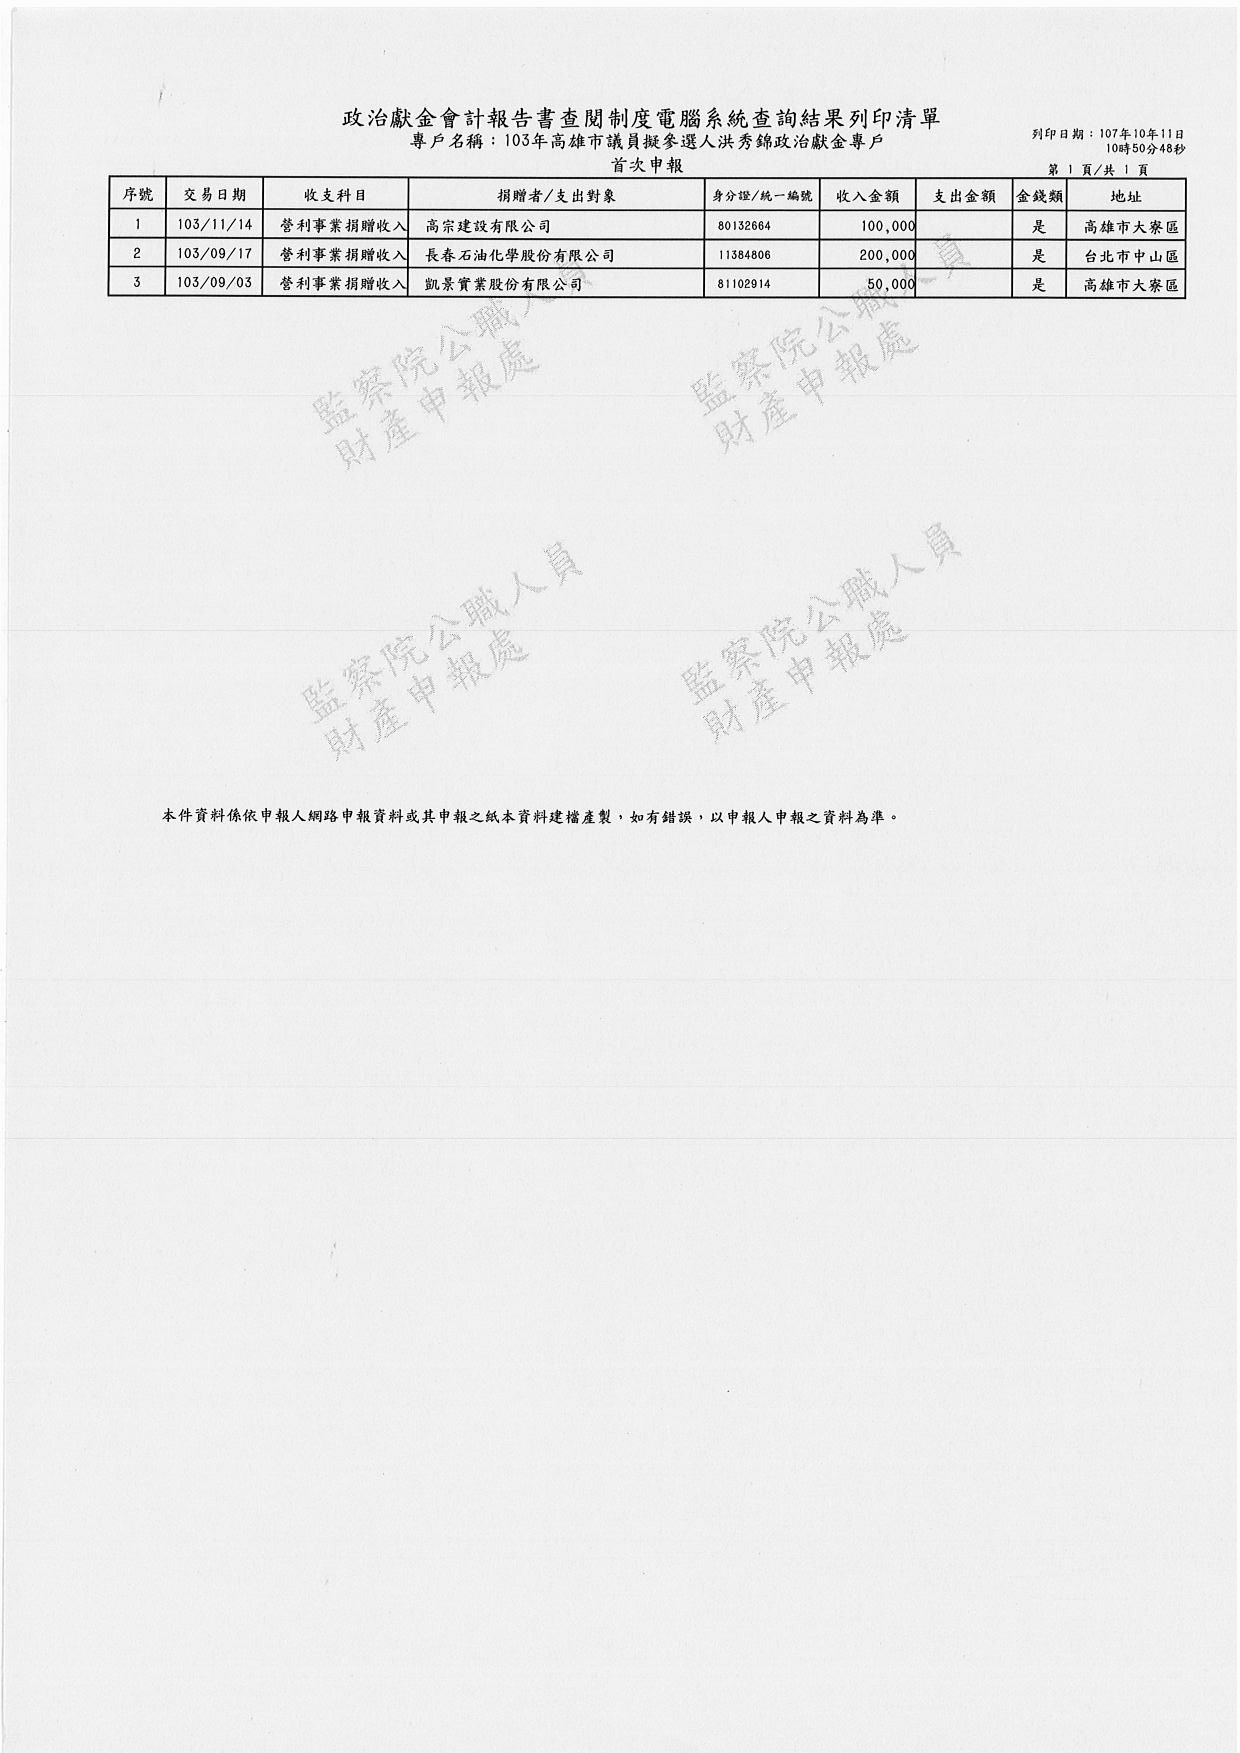 政治獻金會計報告書查閱制度電腦系統查詢結果列印清單
專戶名稱：103年高雄市議員擬參選人洪秀錦政治獻金專戶
列印日期：107年10年11日
10時50分48秒
首次申報
第 1 頁/共 1 頁
序號 交易日期 收支科目 捐贈者/支出對象 身分證/統一編號 收入金額 支出金額 金錢類 地址
1 103/11/14 營利事業捐贈收入 高宗建設有限公司 80132664 100,000 是 高雄市大寮區
2 103/09/17 營利事業捐贈收入 長春石油化學股份有限公司 11384806 200,000 是 台北市中山區
3 103/09/03 營利事業捐贈收入 凱景實業股份有限公司 81102914 50,000 是 高雄市大寮區
監察院公職人員
財產申報處
監察院公職人員
財產申報處
監察院公職人員
財產申報處
監察院公職人員
財產申報處
本件資料係依申報人網路申報資料或其申報之紙本資料建檔產製，如有錯誤，以申報人申報之資料為準。